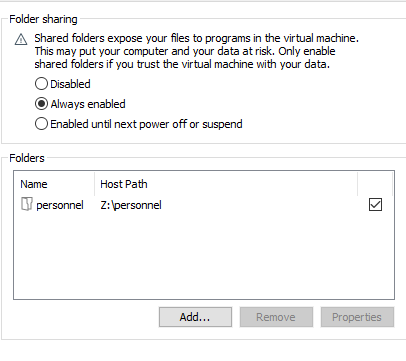 Folder sharing
Shared folders expose your files to programs in the virtual machine.
This may put your computer and your data at risk. Only enable
shared folders if you trust the virtual machine with your data.
Disabled
Always enabled
Enabled until next power off or suspend
Folders
Name Host Path
personnel Z:\personnel
Add... Remove Properties